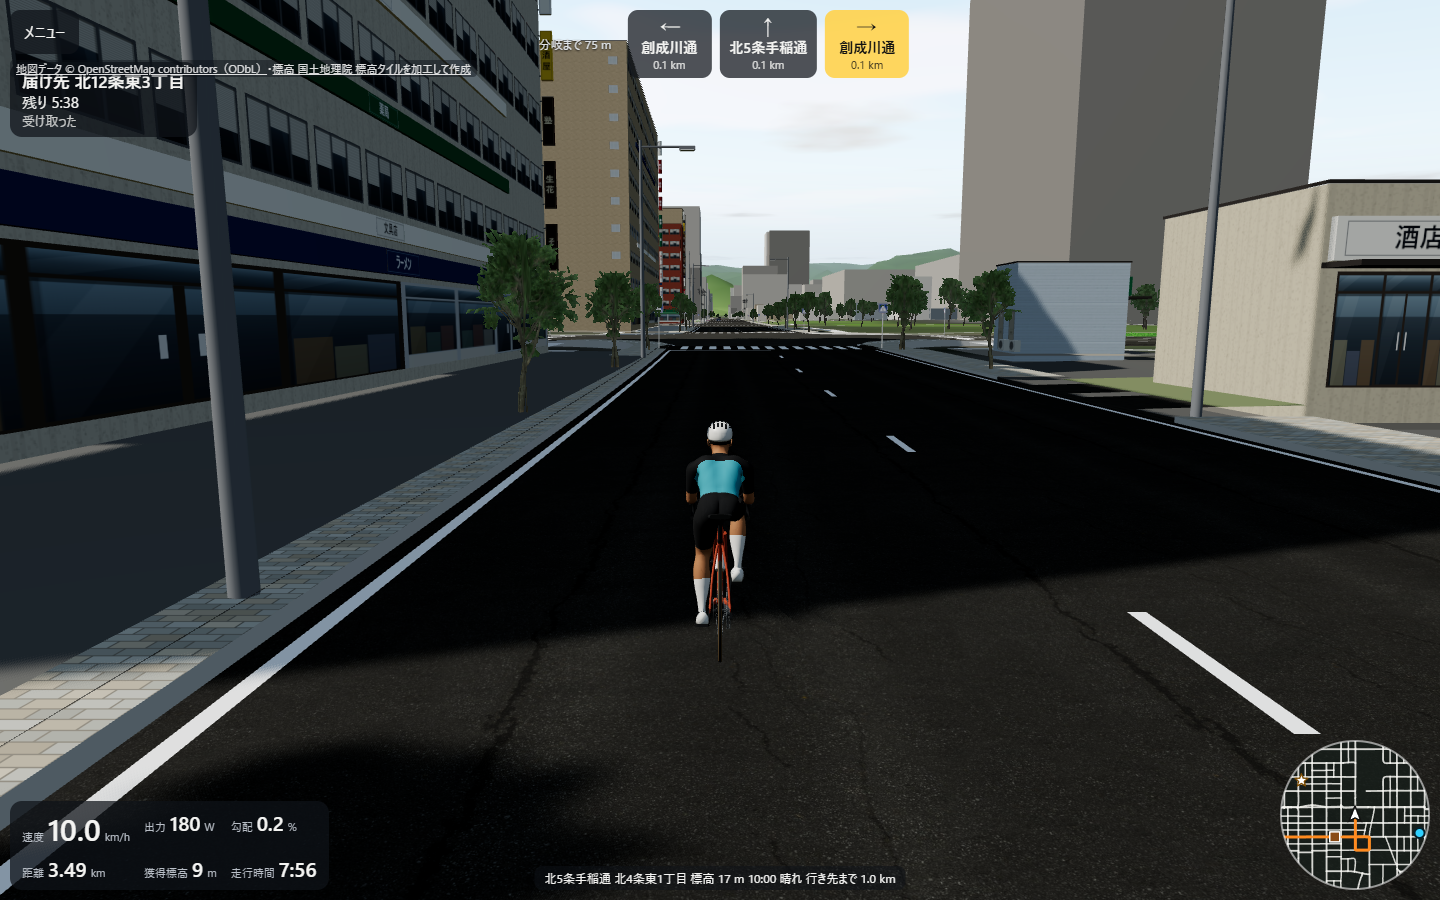 メニュー
地図データ © OpenStreetMap contributors（ODbL）・標高 国土地理院 標高タイルを加工して作成
届け先 北12条東3丁目
残り 5:38
受け取った
分岐まで 75 m
←
創成川通
0.1 km
↑
北5条手稲通
0.1 km
→
創成川通
0.1 km
薬局
文具店
ラーメン
生花
酒店
速度 10.0 km/h
出力 180 W
勾配 0.2 %
距離 3.49 km
獲得標高 9 m
走行時間 7:56
北5条手稲通 北4条東1丁目 標高 17 m 10:00 晴れ 行き先まで 1.0 km